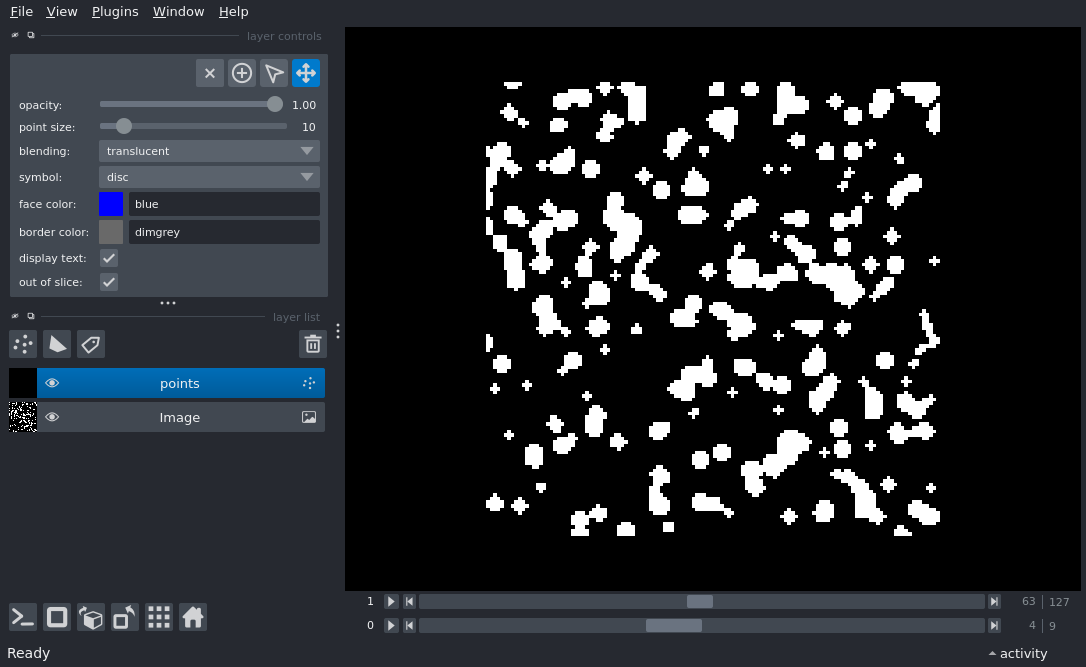 File View Plugins Window Help
layer controls
opacity: 1.00
point size: 10
blending: translucent
symbol: disc
face color: blue
border color: dimgrey
display text:
out of slice:
layer list
points
Image
1 63 | 127
0 4 | 9
Ready activity